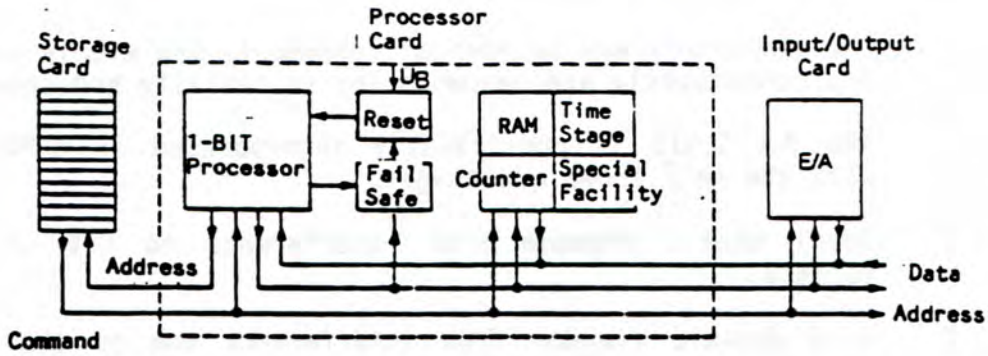 Storage
Card
Processor
Card
Input/Output
Card
UB
1-BIT
Processor
Reset
Fail
Safe
RAM
Time
Stage
Counter
Special
Facility
E/A
Address
Data
Address
Command